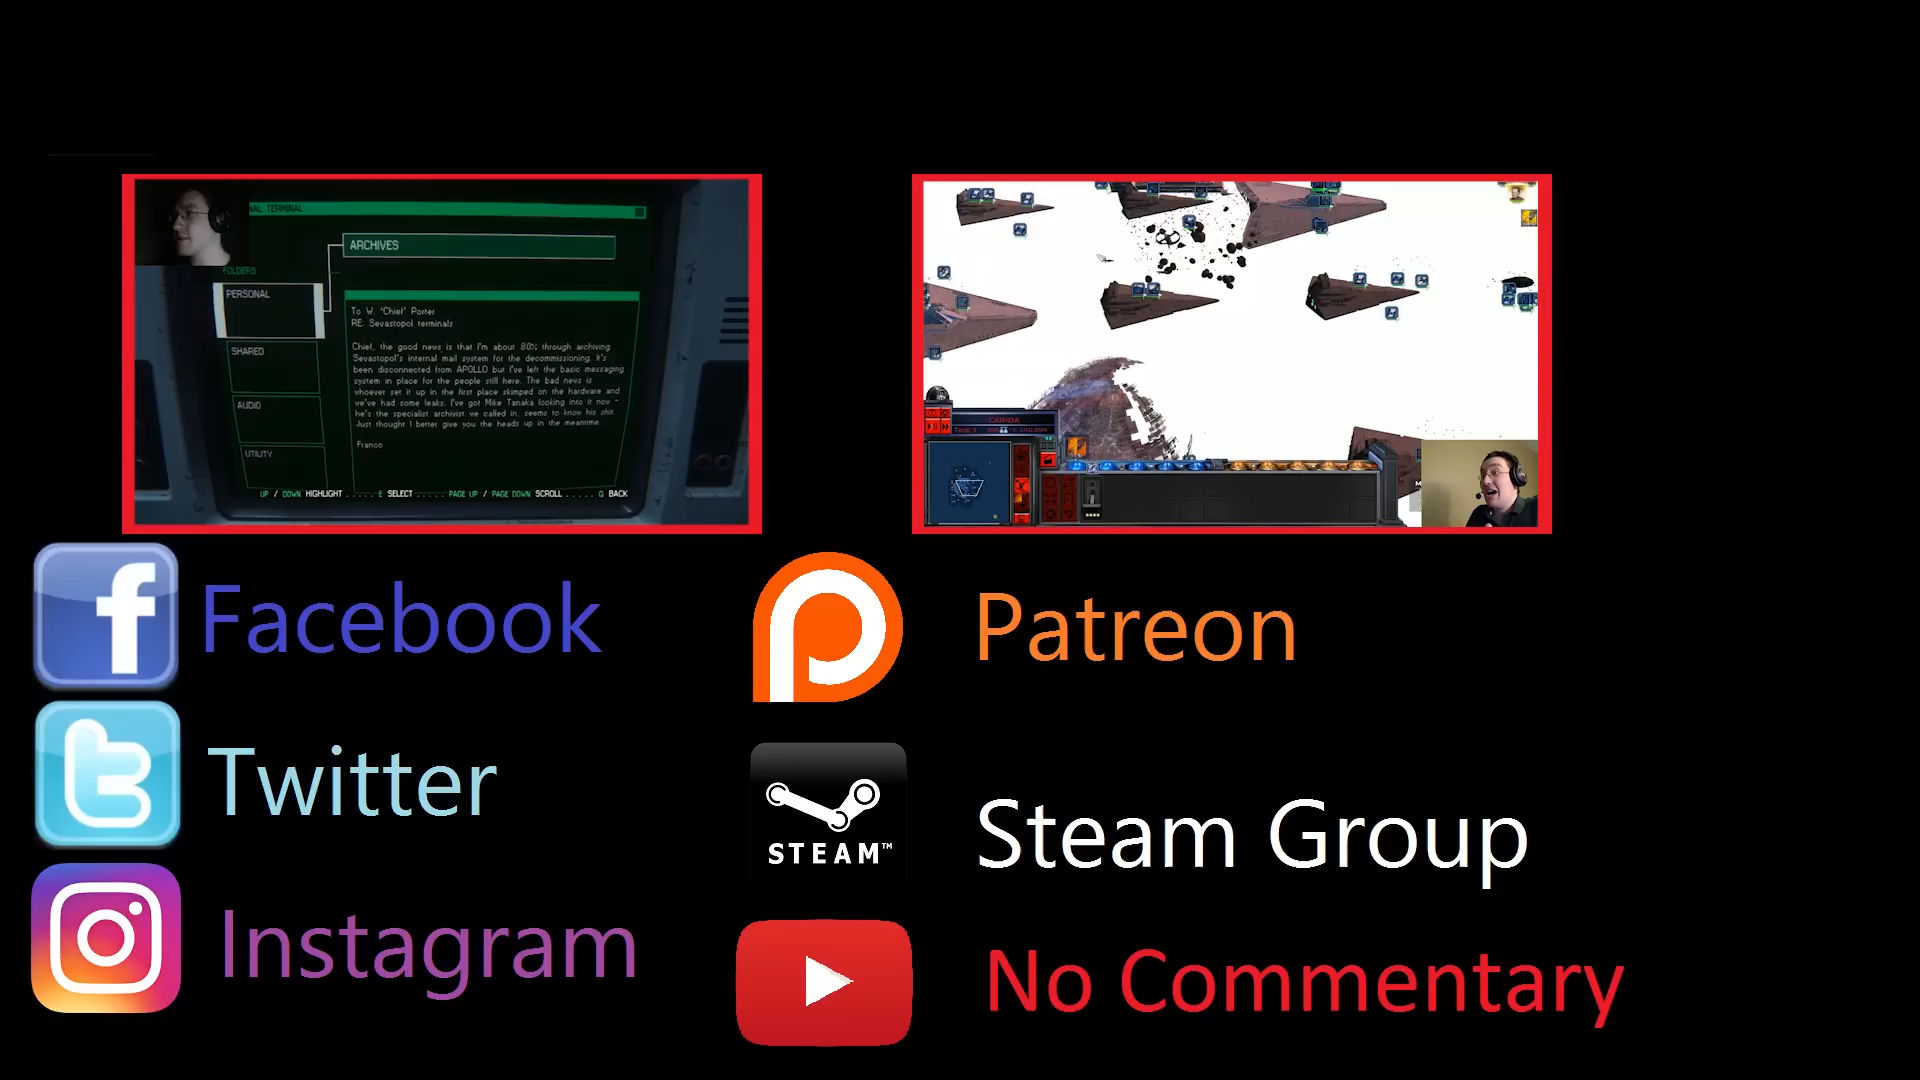 NAL TERMINAL
ARCHIVES
FOLDERS
PERSONAL
SHARED
AUDIO
UTILITY
To W. "Chief" Porter
RE: Sevastopol terminals
Chief, the good news is that I'm about 80% through archiving
Sevastopol's internal mail system for the decommissioning. It's
been disconnected from APOLLO but I've left the basic messaging
system in place for the people still here. The bad news is
whoever set it up in the first place skimped on the hardware and
we've had some leaks. I've got Mike Tanaka looking into it now -
he's the specialist archivist we called in, seems to know his shit.
Just thought I better give you the heads up in the meantime.
Franco
UP / DOWN HIGHLIGHT ..... E SELECT ..... PAGE UP / PAGE DOWN SCROLL ..... Q BACK
CARIDA
Facebook
Patreon
Twitter
STEAM™
Steam Group
Instagram
No Commentary